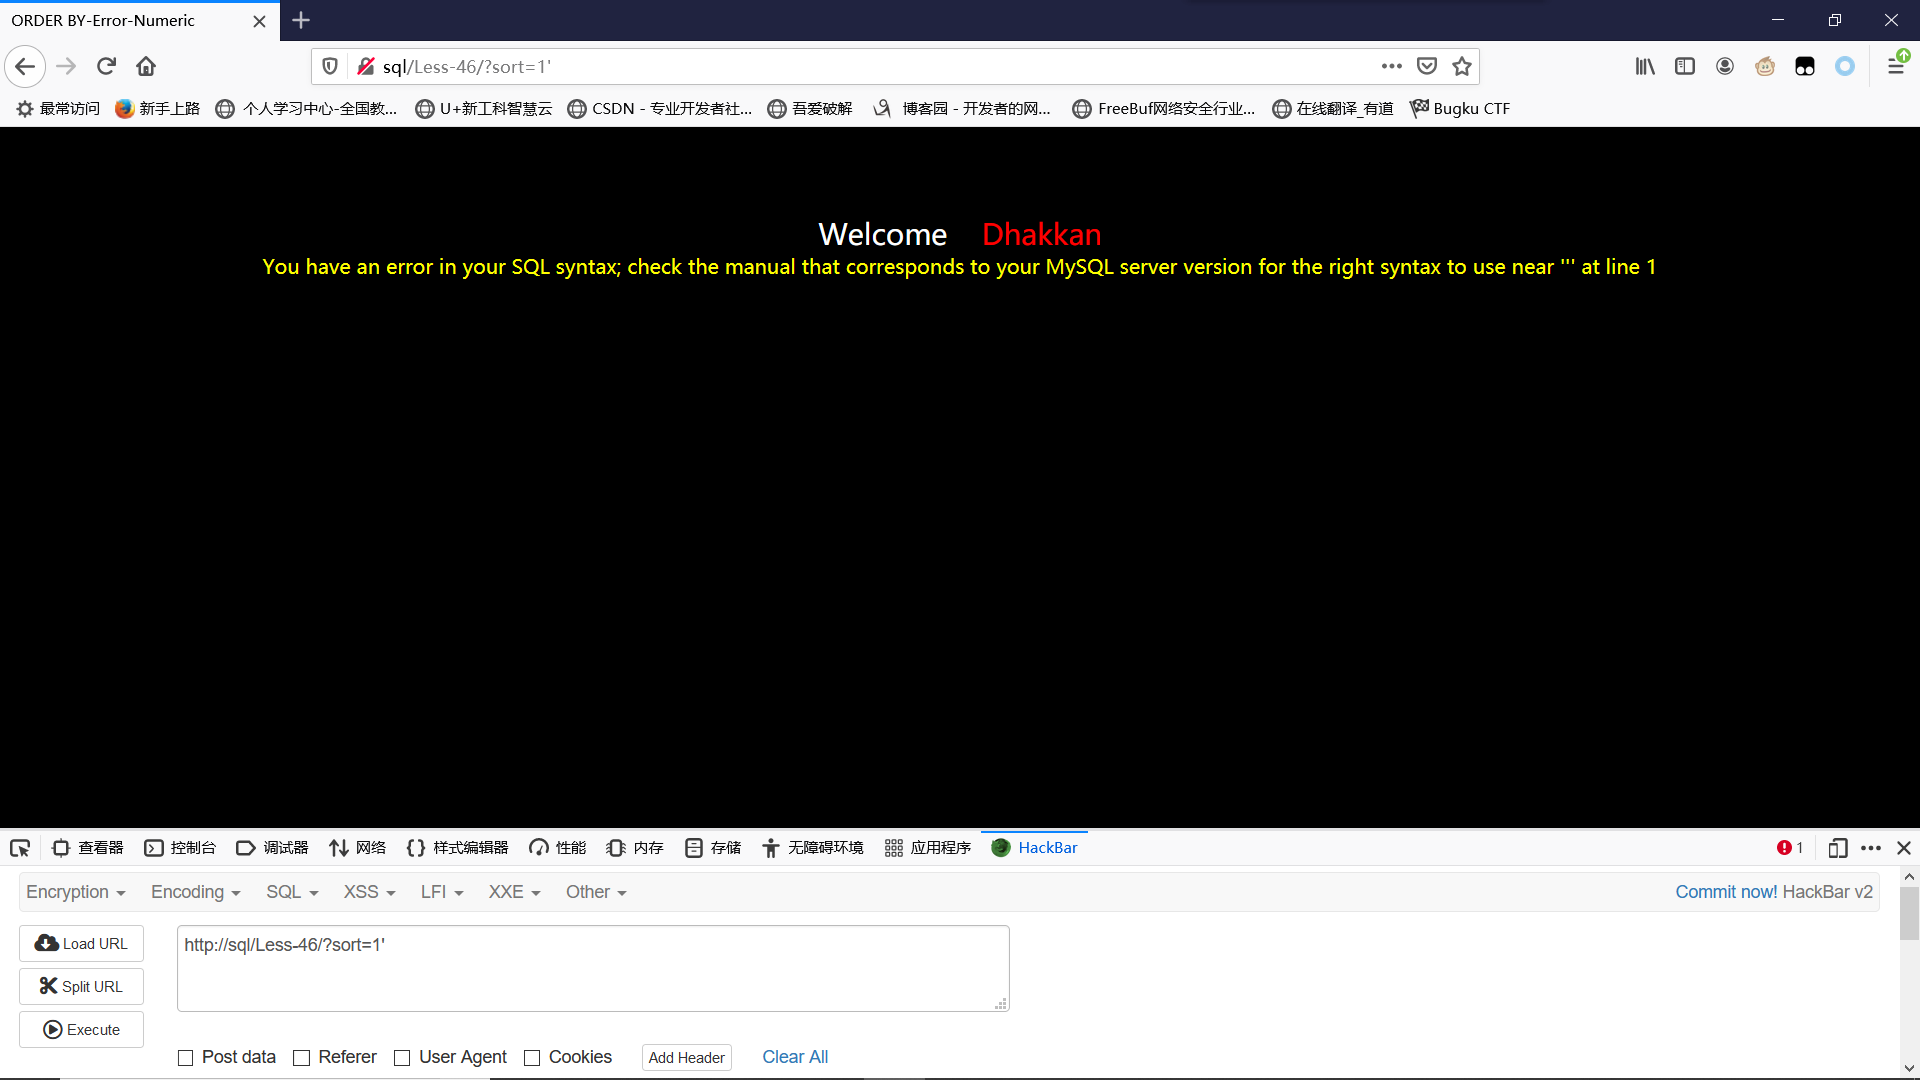 ORDER BY-Error-Numeric
sql/Less-46/?sort=1'
最常访问 新手上路 个人学习中心-全国教... U+新工科智慧云 CSDN - 专业开发者社... 吾爱破解 博客园 - 开发者的网... FreeBuf网络安全行业... 在线翻译_有道 Bugku CTF
Welcome Dhakkan
You have an error in your SQL syntax; check the manual that corresponds to your MySQL server version for the right syntax to use near ''' at line 1
查看器 控制台 调试器 网络 样式编辑器 性能 内存 存储 无障碍环境 应用程序 HackBar 1
Encryption Encoding SQL XSS LFI XXE Other Commit now! HackBar v2
Load URL http://sql/Less-46/?sort=1'
Split URL
Execute
Post data Referer User Agent Cookies Add Header Clear All